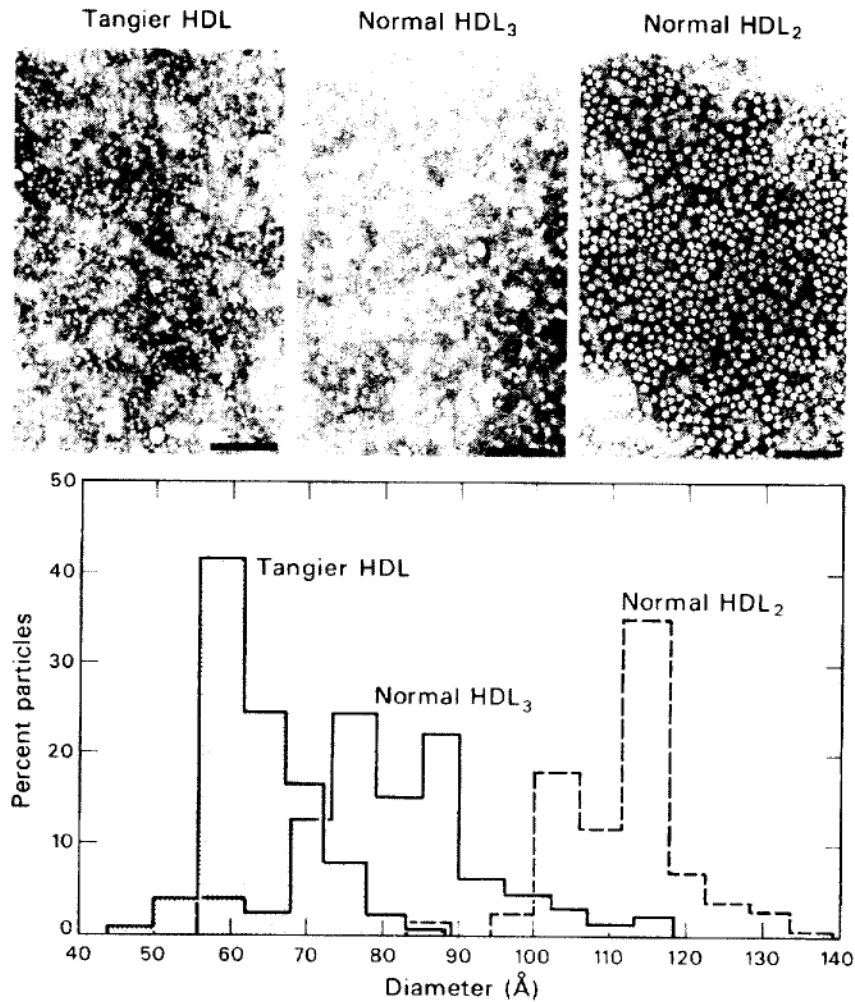 Tangier HDL
Normal HDL₃
Normal HDL₂
50
40
30
20
10
0
Percent particles
Tangier HDL
Normal HDL₃
Normal HDL₂
40 50 60 70 80 90 100 110 120 130 140
Diameter (Å)